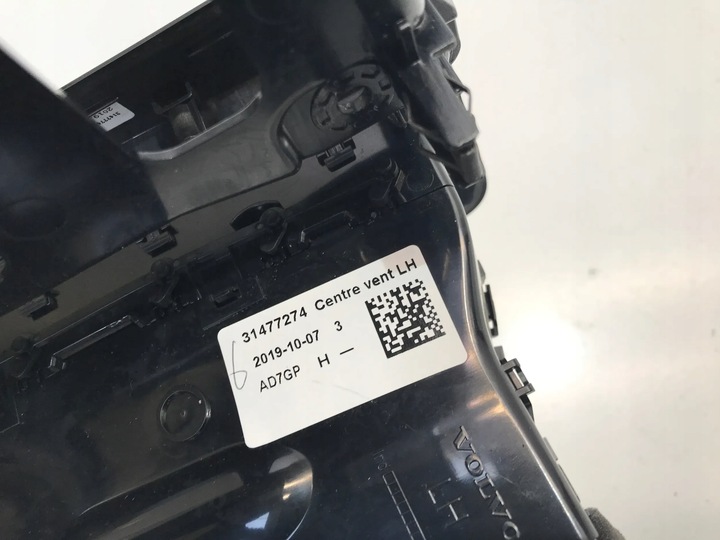 31477274 Centre vent LH
2019-10-07 3
AD7GP H —
6
VOLVO
LH